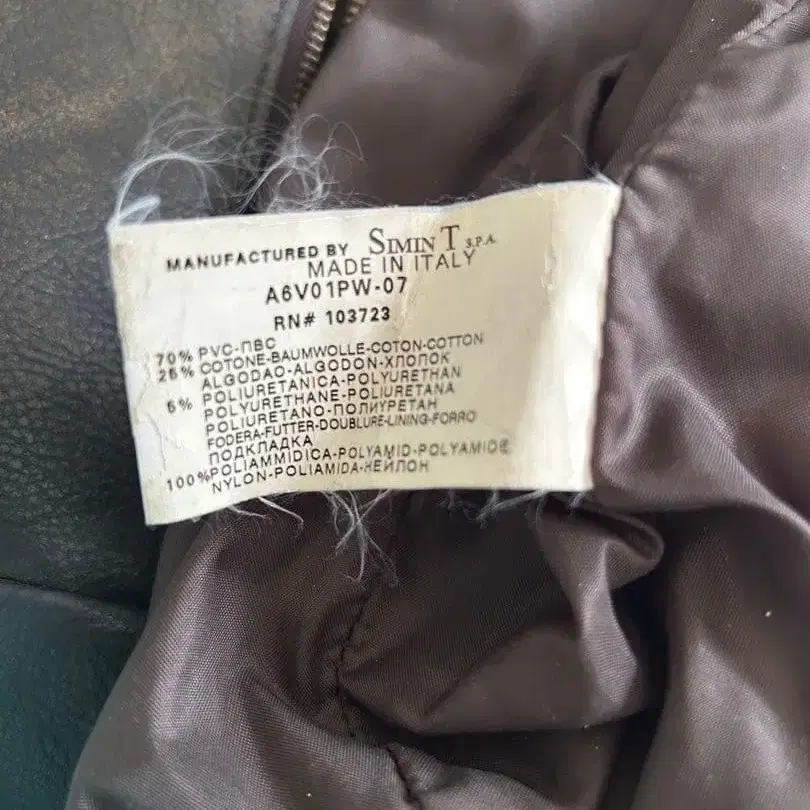 MANUFACTURED BY SIMIN T S.P.A.
MADE IN ITALY
A6V01PW-07
RN# 103723
70% PVC-ПВС
25% COTONE-BAUMWOLLE-COTON-COTTON
ALGODAO-ALGODON-ХЛОПОК
5% POLIURETANICA-POLYURETHAN
POLYURETHANE-POLIURETANA
POLIURETANO-ПОЛИУРЕТАН
FODERA-FUTTER-DOUBLURE-LINING-FORRO
ПОДКЛАДКА
100% POLIAMMIDICA-POLYAMID-POLYAMIDE
NYLON-POLIAMIDA-НЕЙЛОН